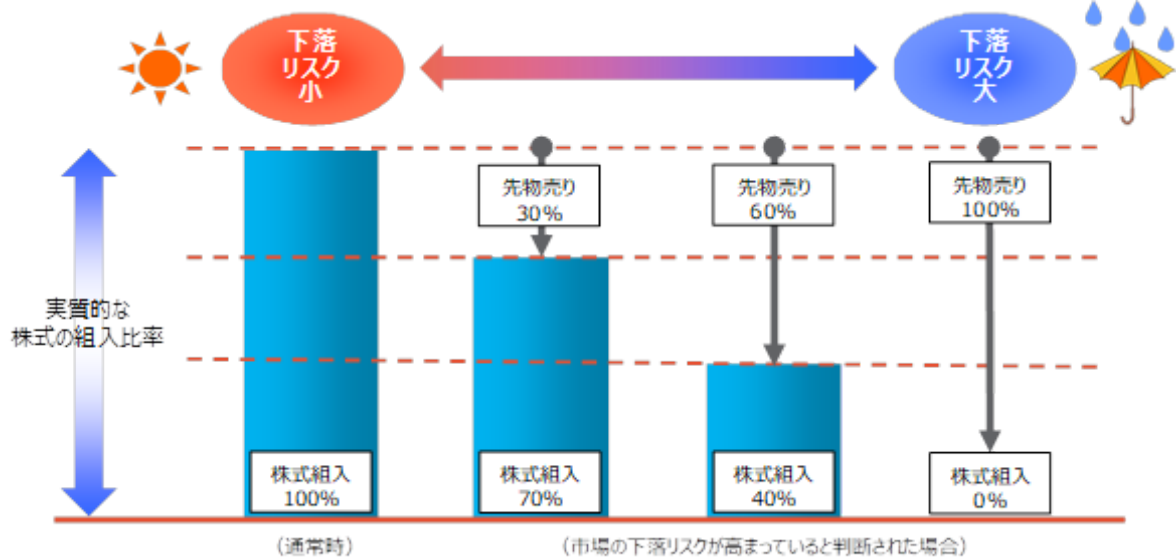 下落
リスク
小
下落
リスク
大
先物売り
30%
先物売り
60%
先物売り
100%
実質的な
株式の組入比率
株式組入
100%
株式組入
70%
株式組入
40%
株式組入
0%
(通常時)
(市場の下落リスクが高まっていると判断された場合)